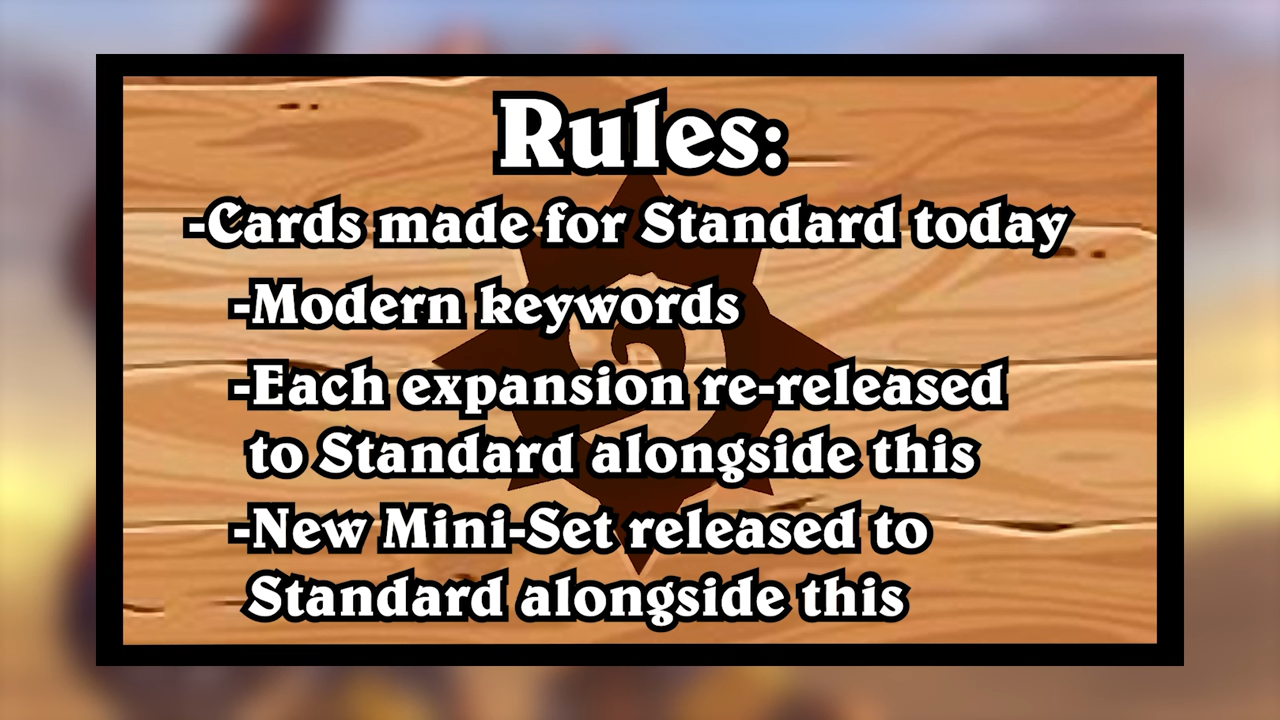 Rules:
-Cards made for Standard today
-Modern keywords
-Each expansion re-released
to Standard alongside this
-New Mini-Set released to
Standard alongside this